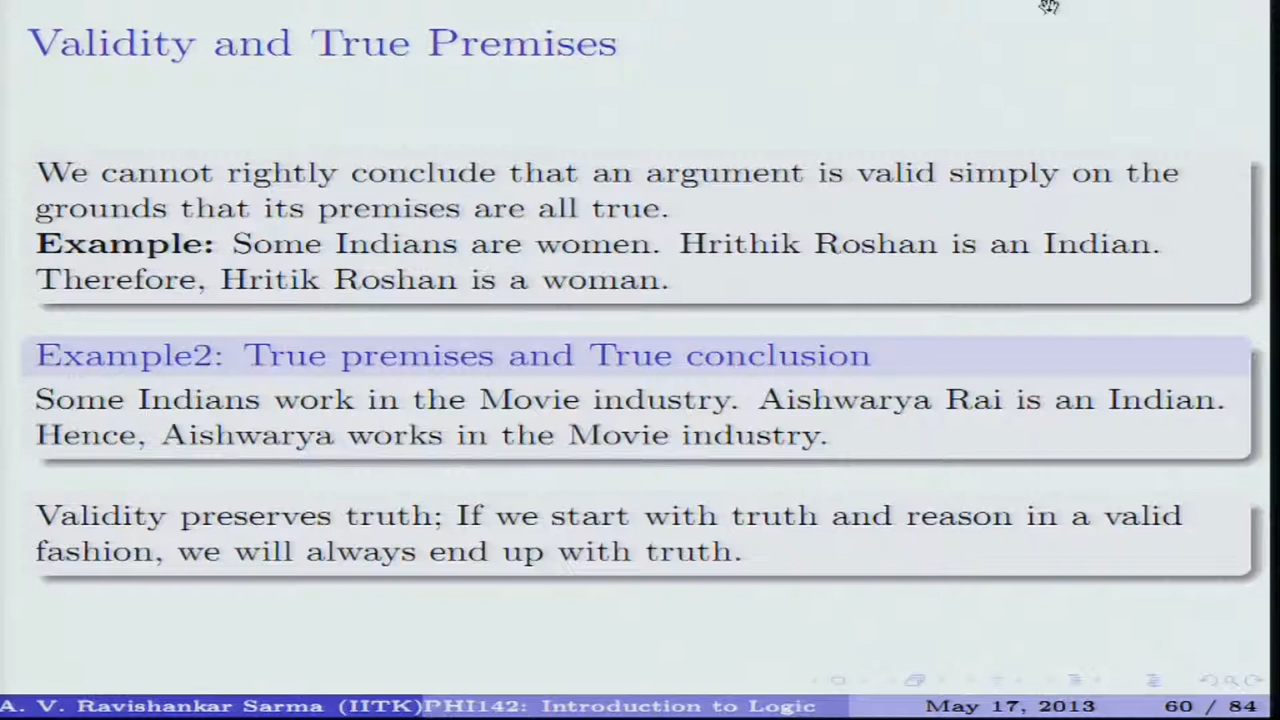 Validity and True Premises
We cannot rightly conclude that an argument is valid simply on the
grounds that its premises are all true.
Example: Some Indians are women. Hrithik Roshan is an Indian.
Therefore, Hritik Roshan is a woman.
Example2: True premises and True conclusion
Some Indians work in the Movie industry. Aishwarya Rai is an Indian.
Hence, Aishwarya works in the Movie industry.
Validity preserves truth; If we start with truth and reason in a valid
fashion, we will always end up with truth.
A. V. Ravishankar Sarma (IITK) PHI142: Introduction to Logic May 17, 2013 60 / 84